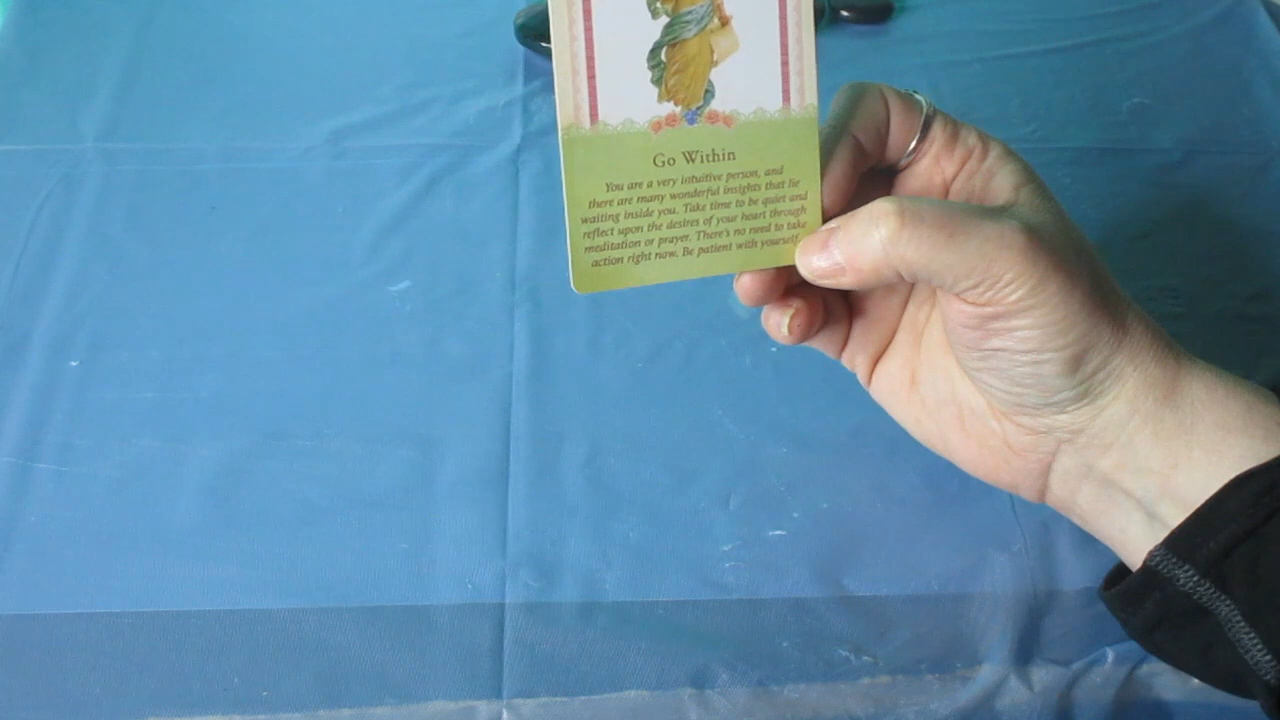 Go Within
You are a very intuitive person, and
there are many wonderful insights that lie
waiting inside you. Take time to be quiet and
reflect upon the desires of your heart through
meditation or prayer. There's no need to take
action right now. Be patient with yourself.